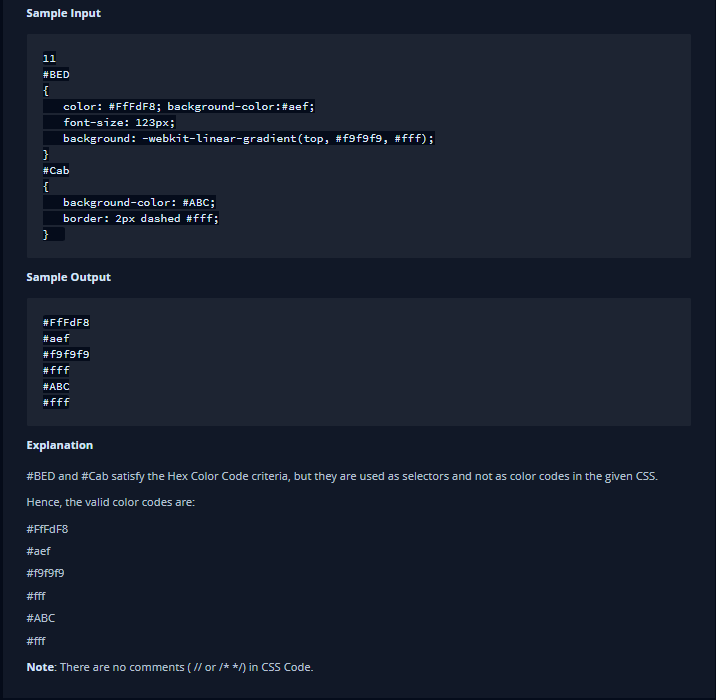 Sample Input
11
#BED
{
color: #FfFdF8; background-color:#aef;
font-size: 123px;
background: -webkit-linear-gradient(top, #f9f9f9, #fff);
}
#Cab
{
background-color: #ABC;
border: 2px dashed #fff;
}
Sample Output
#FfFdF8
#aef
#f9f9f9
#fff
#ABC
#fff
Explanation
#BED and #Cab satisfy the Hex Color Code criteria, but they are used as selectors and not as color codes in the given CSS.
Hence, the valid color codes are:
#FfFdF8
#aef
#f9f9f9
#fff
#ABC
#fff
Note: There are no comments ( // or /* */) in CSS Code.